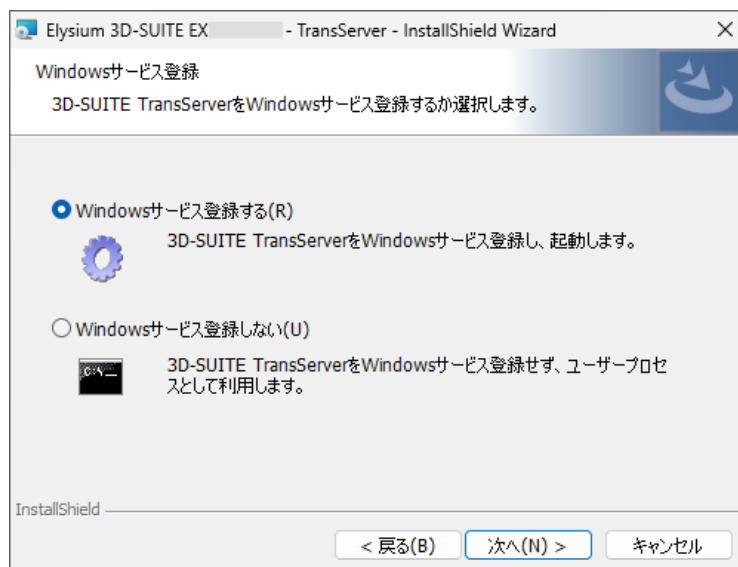 Elysium 3D-SUITE EX - TransServer - InstallShield Wizard
Windowsサービス登録
3D-SUITE TransServerをWindowsサービス登録するか選択します。
Windowsサービス登録する(R)
3D-SUITE TransServerをWindowsサービス登録し、起動します。
Windowsサービス登録しない(U)
3D-SUITE TransServerをWindowsサービス登録せず、ユーザープロセ
スとして利用します。
InstallShield
< 戻る(B)
次へ(N) >
キャンセル